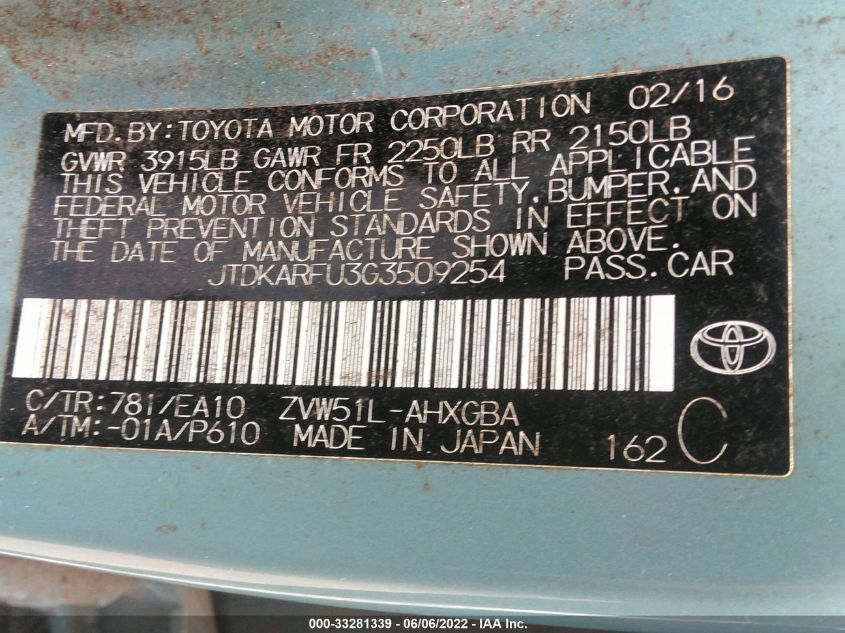 MFD.BY:TOYOTA MOTOR CORPORATION 02/16
GVWR 3915LB GAWR FR 2250LB RR 2150LB
THIS VEHICLE CONFORMS TO ALL APPLICABLE
FEDERAL MOTOR VEHICLE SAFETY,BUMPER,AND
THEFT PREVENTION STANDARDS IN EFFECT ON
THE DATE OF MANUFACTURE SHOWN ABOVE.
JTDKARFU3G3509254 PASS.CAR
C/TR:781/EA10 ZVW51L-AHXGBA
A/TM:-01A/P610 MADE IN JAPAN 162 C
000-33281339 | 06/06/2022 - IAA Inc.